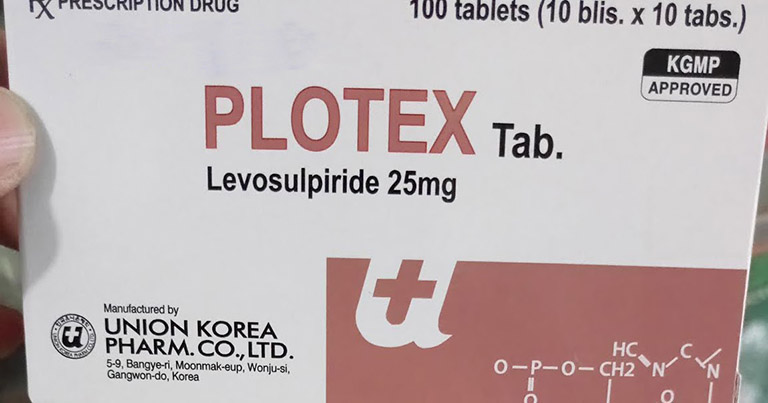 Rx PRESCRIPTION DRUG
100 tablets (10 blis. x 10 tabs.)
KGMP
APPROVED
PLOTEX Tab.
Levosulpiride 25mg
Manufactured by
UNION KOREA
PHARM. CO., LTD.
5-9, Bangye-ri, Moonmak-eup, Wonju-si,
Gangwon-do, Korea
HC C
O-P-O-CH2 N N
O O